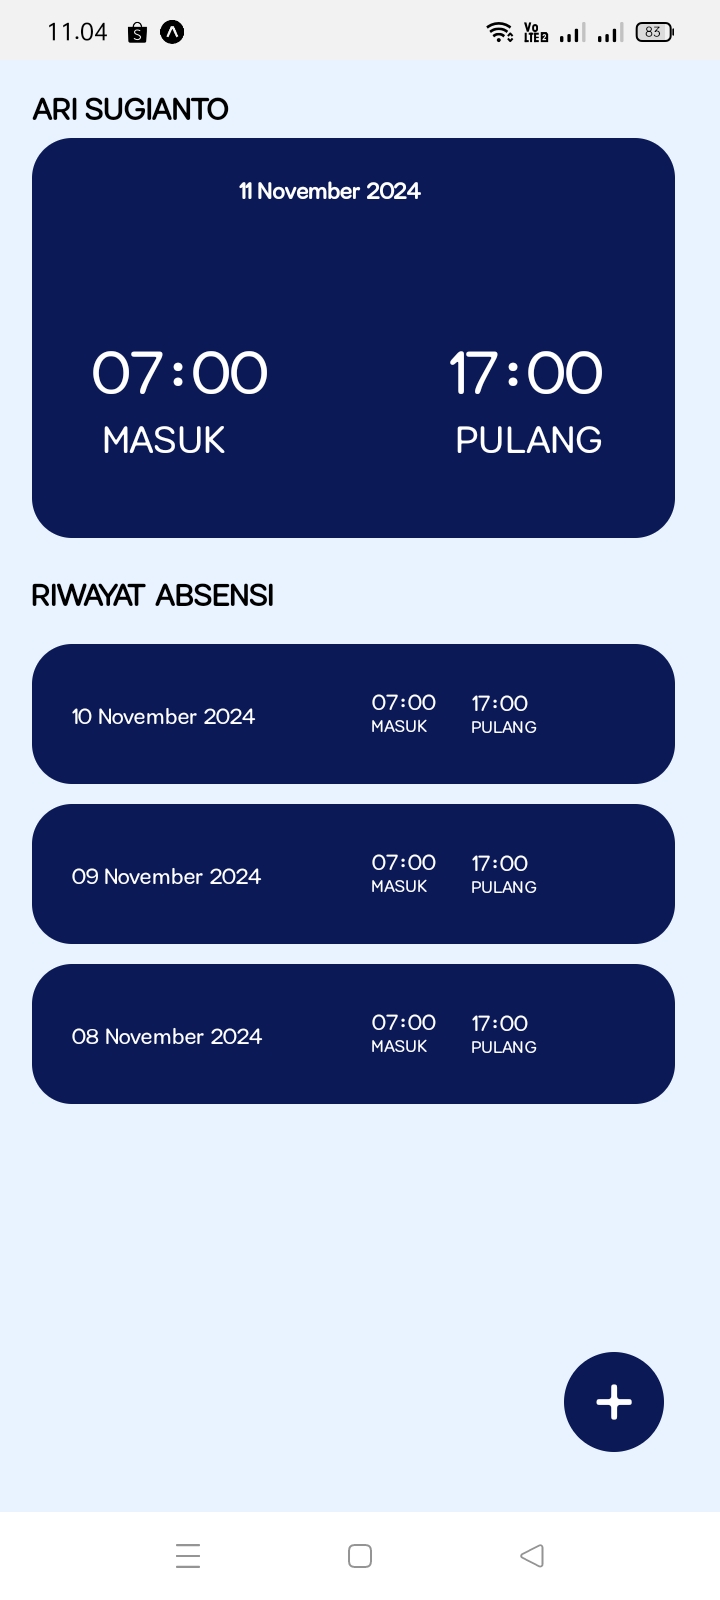 11.04 Vo LTE2 83
ARI SUGIANTO
11 November 2024
07:00 17:00
MASUK PULANG
RIWAYAT ABSENSI
10 November 2024 07:00 17:00
MASUK PULANG
09 November 2024 07:00 17:00
MASUK PULANG
08 November 2024 07:00 17:00
MASUK PULANG